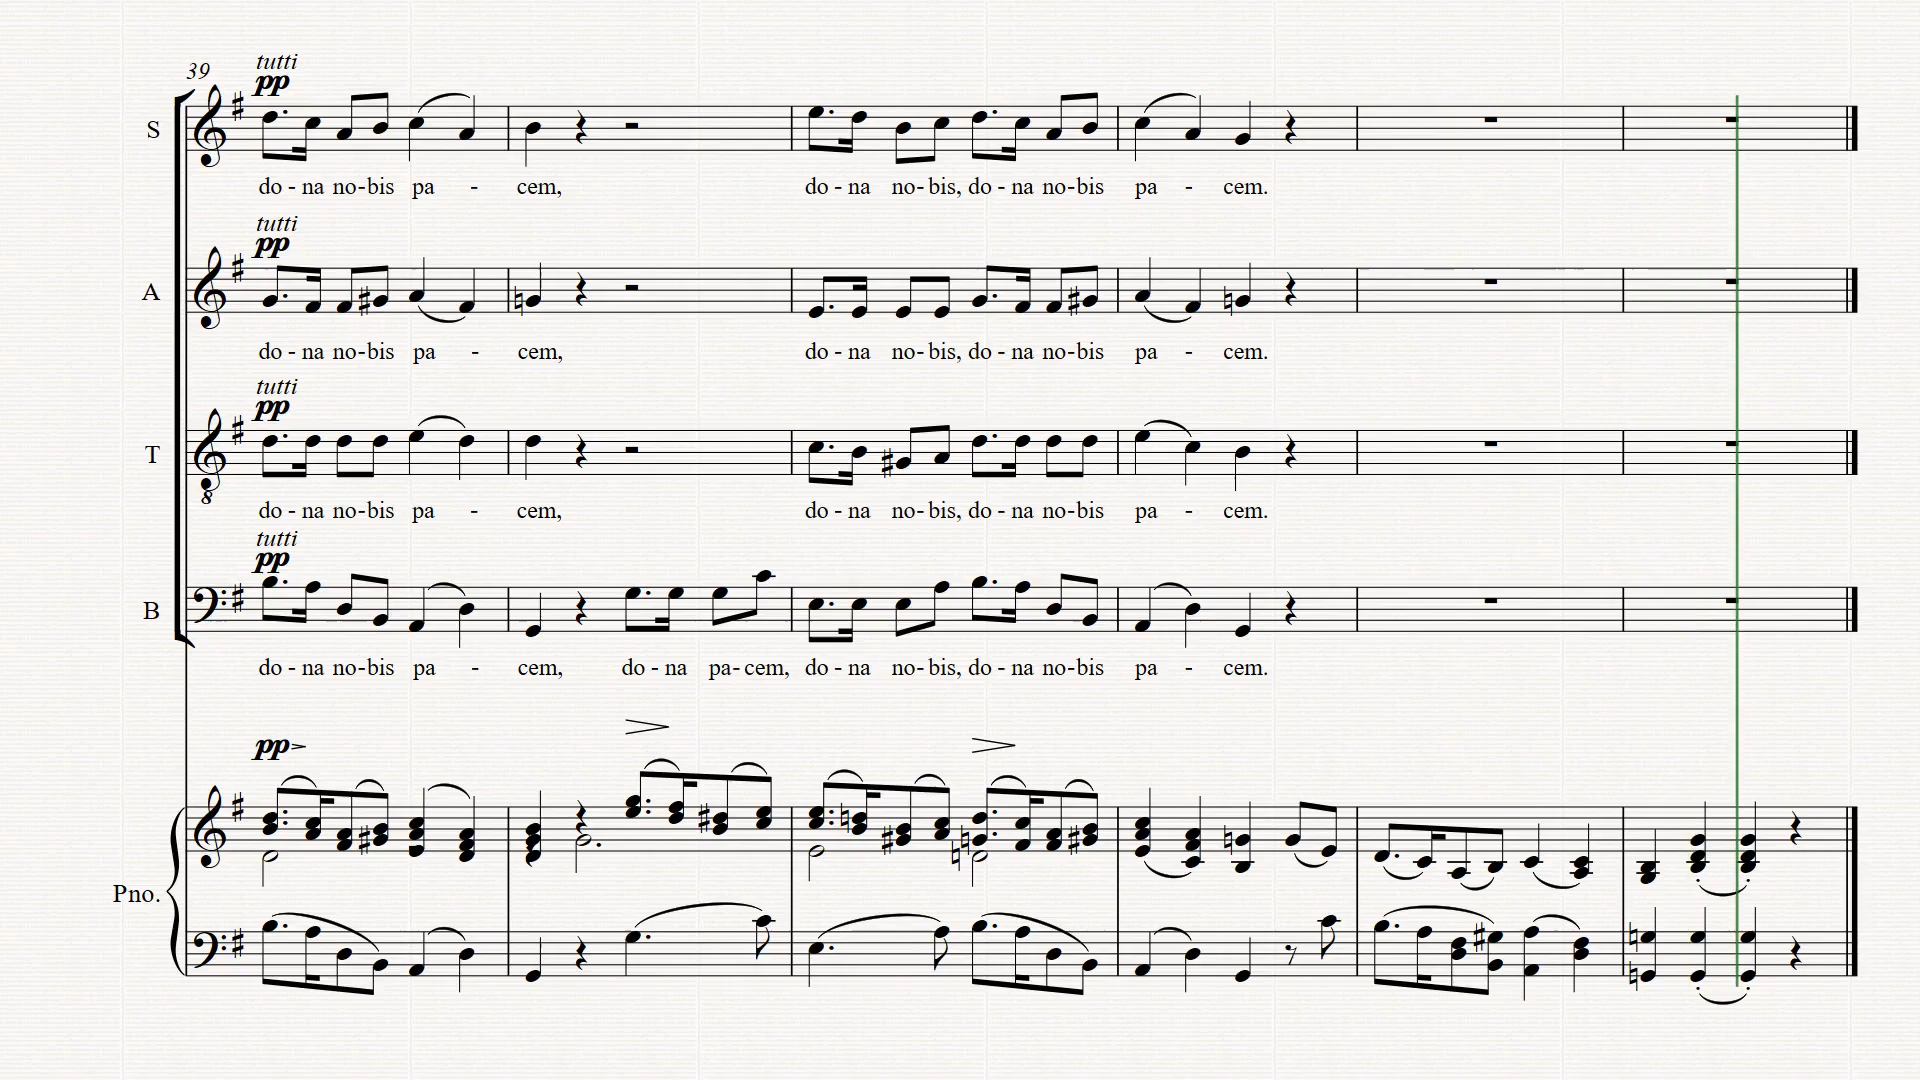 39
tutti
pp
S
do - na no-bis pa - cem, do - na no-bis, do - na no-bis pa - cem.
tutti
pp
A
do - na no-bis pa - cem, do - na no-bis, do - na no-bis pa - cem.
tutti
pp
T
8
do - na no-bis pa - cem, do - na no-bis, do - na no-bis pa - cem.
tutti
pp
B
do - na no-bis pa - cem, do - na pa-cem, do - na no-bis, do - na no-bis pa - cem.
pp
Pno.